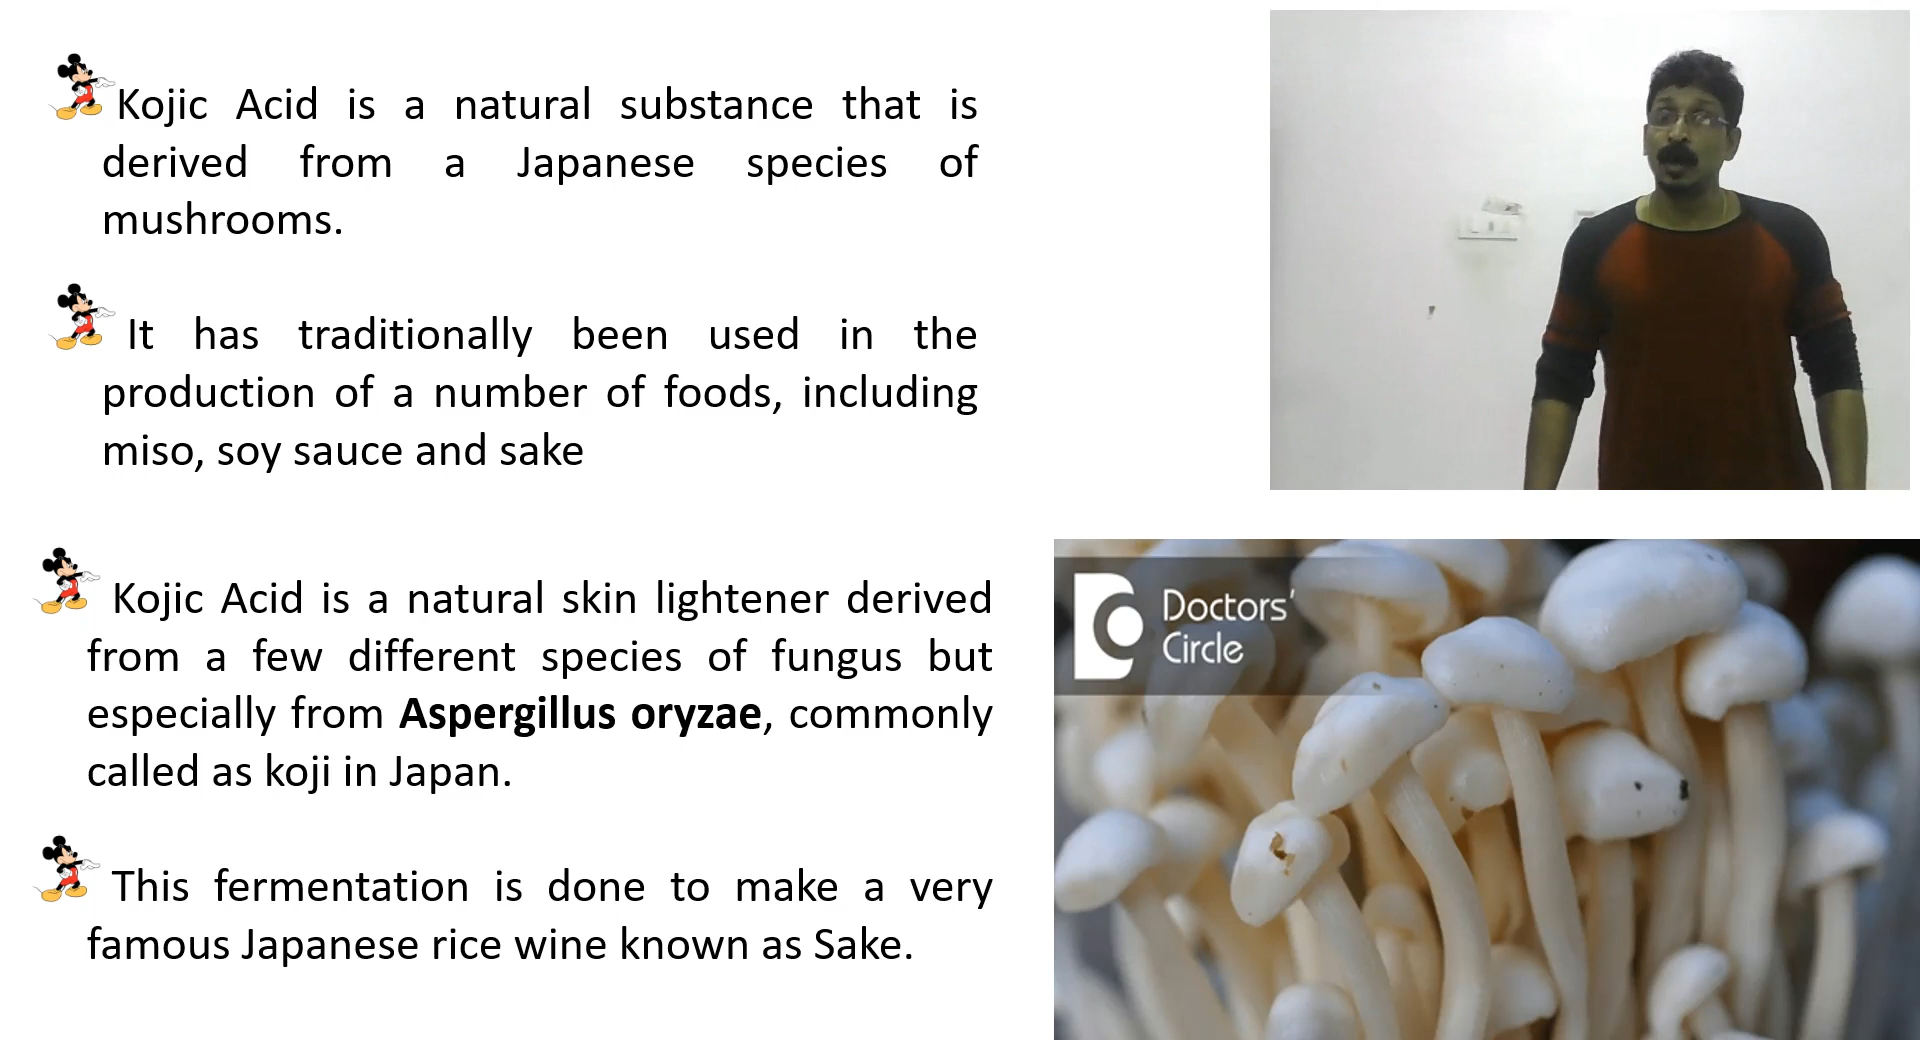 Kojic Acid is a natural substance that is
derived from a Japanese species of
mushrooms.
It has traditionally been used in the
production of a number of foods, including
miso, soy sauce and sake
Kojic Acid is a natural skin lightener derived
from a few different species of fungus but
especially from Aspergillus oryzae, commonly
called as koji in Japan.
This fermentation is done to make a very
famous Japanese rice wine known as Sake.
Doctors'
Circle